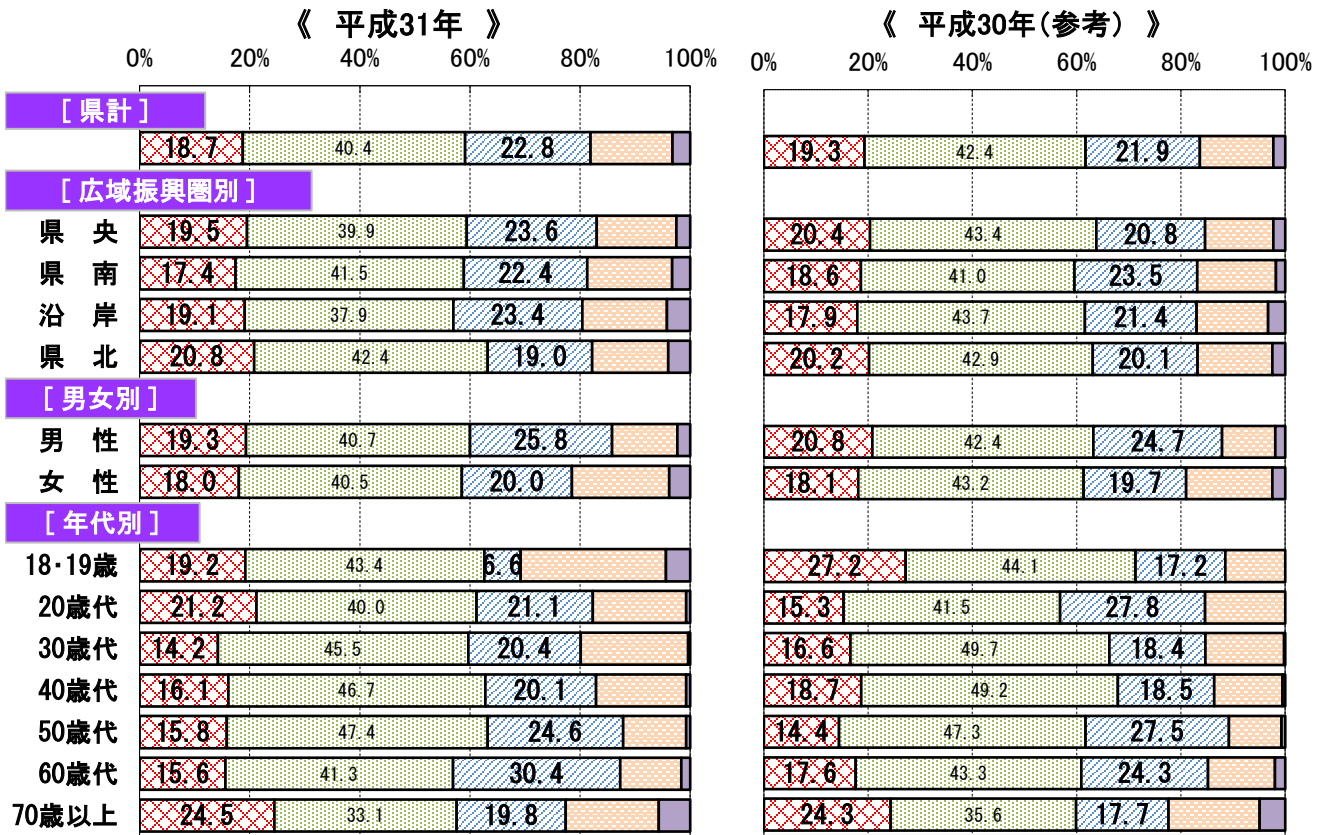 《 平成31年 》 《 平成30年(参考) 》
0% 20% 40% 60% 80% 100% 0% 20% 40% 60% 80% 100%
[ 県計 ]
18.7 40.4 22.8 19.3 42.4 21.9
[ 広域振興圏別 ]
県 央 19.5 39.9 23.6 20.4 43.4 20.8
県 南 17.4 41.5 22.4 18.6 41.0 23.5
沿 岸 19.1 37.9 23.4 17.9 43.7 21.4
県 北 20.8 42.4 19.0 20.2 42.9 20.1
[ 男女別 ]
男 性 19.3 40.7 25.8 20.8 42.4 24.7
女 性 18.0 40.5 20.0 18.1 43.2 19.7
[ 年代別 ]
18・19歳 19.2 43.4 6.6 27.2 44.1 17.2
20歳代 21.2 40.0 21.1 15.3 41.5 27.8
30歳代 14.2 45.5 20.4 16.6 49.7 18.4
40歳代 16.1 46.7 20.1 18.7 49.2 18.5
50歳代 15.8 47.4 24.6 14.4 47.3 27.5
60歳代 15.6 41.3 30.4 17.6 43.3 24.3
70歳以上 24.5 33.1 19.8 24.3 35.6 17.7